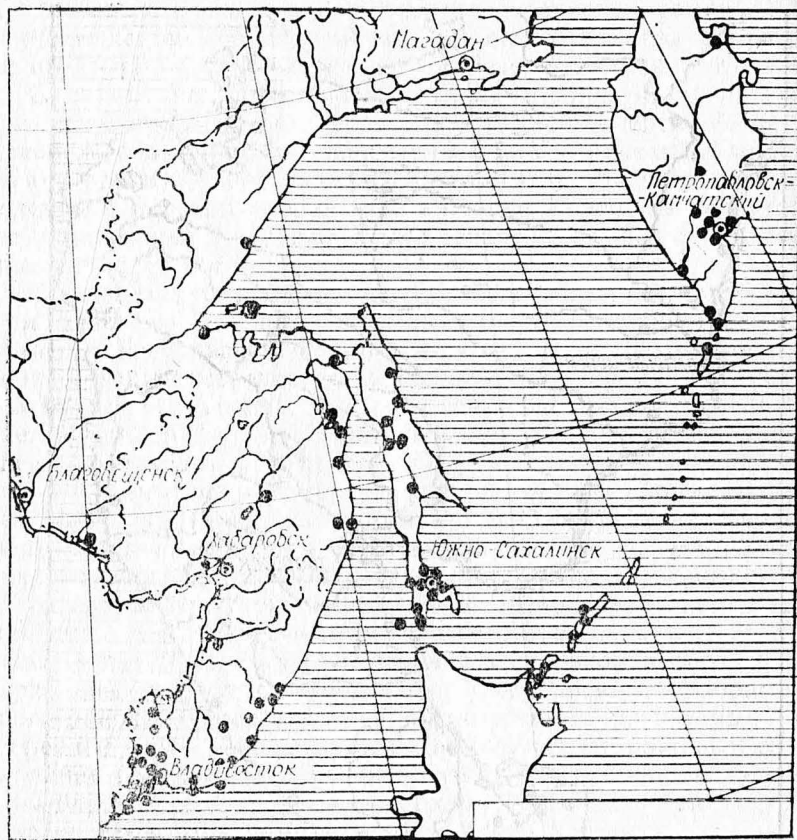 Магадан
Петропавловск-
-Камчатский
Благовещенск
Хабаровск
Южно-Сахалинск
Владивосток